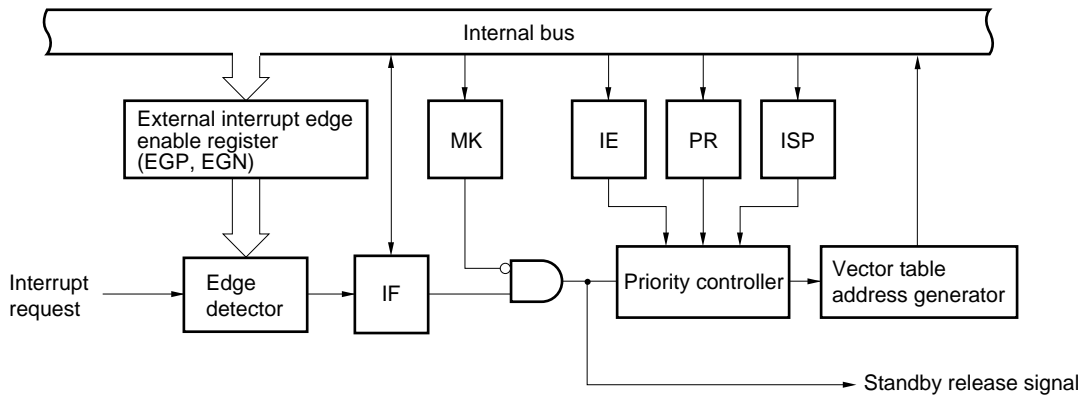 Internal bus
External interrupt edge
enable register
(EGP, EGN)
MK
IE
PR
ISP
Interrupt
request
Edge
detector
IF
Priority controller
Vector table
address generator
Standby release signal